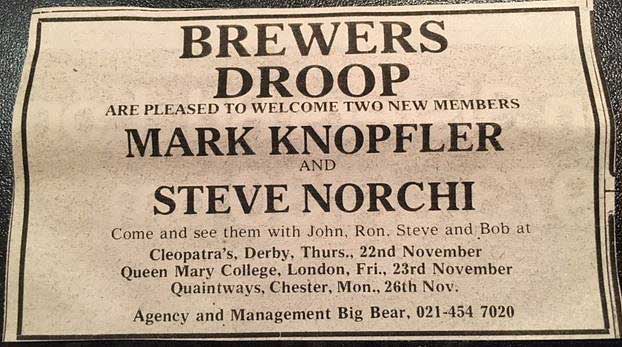 BREWERS
DROOP
ARE PLEASED TO WELCOME TWO NEW MEMBERS
MARK KNOPFLER
AND
STEVE NORCHI
Come and see them with John, Ron. Steve and Bob at
Cleopatra's, Derby, Thurs., 22nd November
Queen Mary College, London, Fri., 23rd November
Quaintways, Chester, Mon., 26th Nov.
Agency and Management Big Bear, 021-454 7020